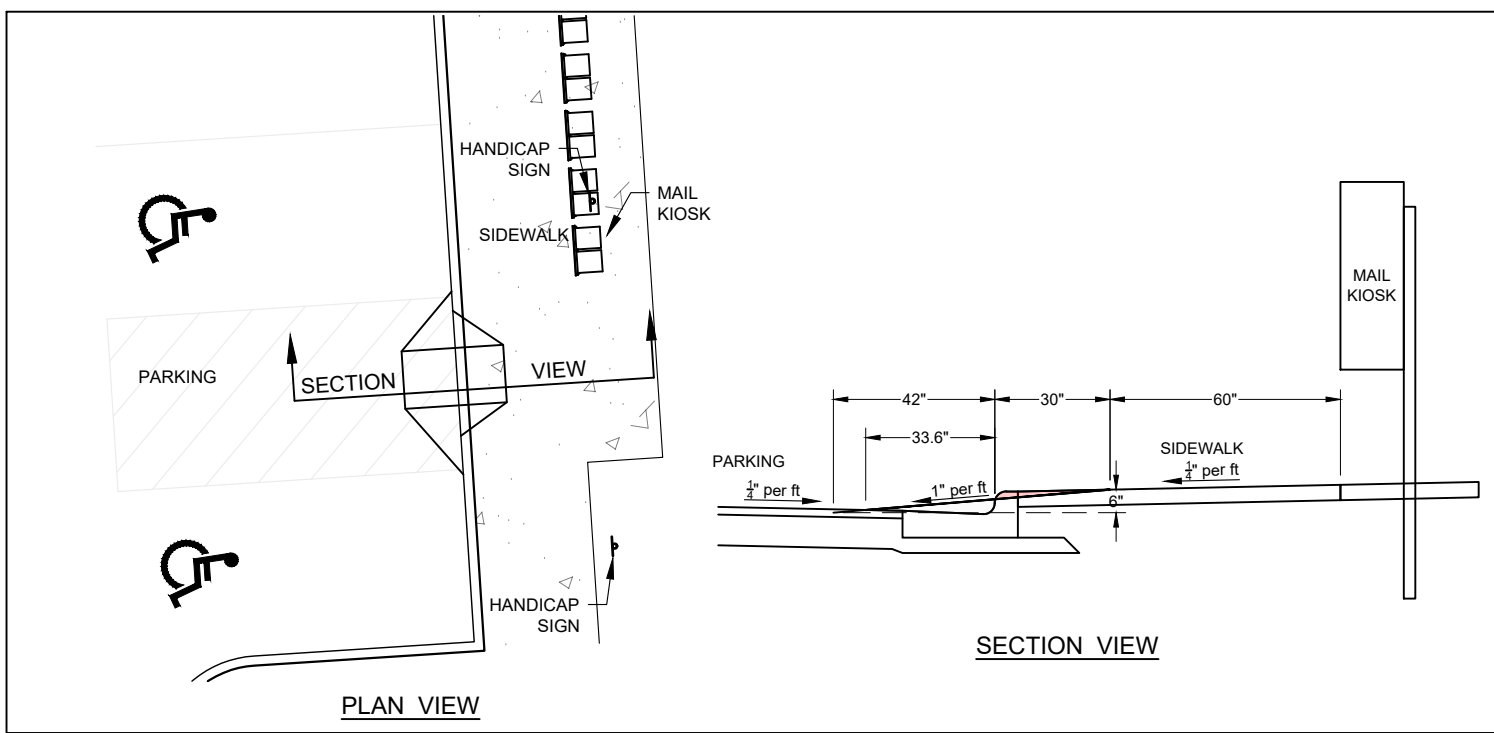 HANDICAP
SIGN
MAIL
KIOSK
SIDEWALK
PARKING
SECTION VIEW
HANDICAP
SIGN
PLAN VIEW
MAIL
KIOSK
42"
30"
60"
33.6"
PARKING
SIDEWALK
1/4" per ft
1" per ft
1/4" per ft
6"
SECTION VIEW